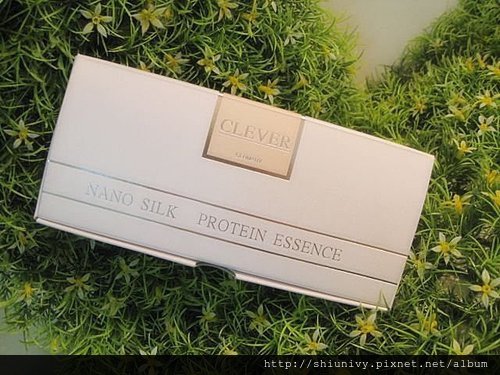 CLEVER
NANO SILK PROTEIN ESSENCE
http://shiunivy.pixnet.net/album